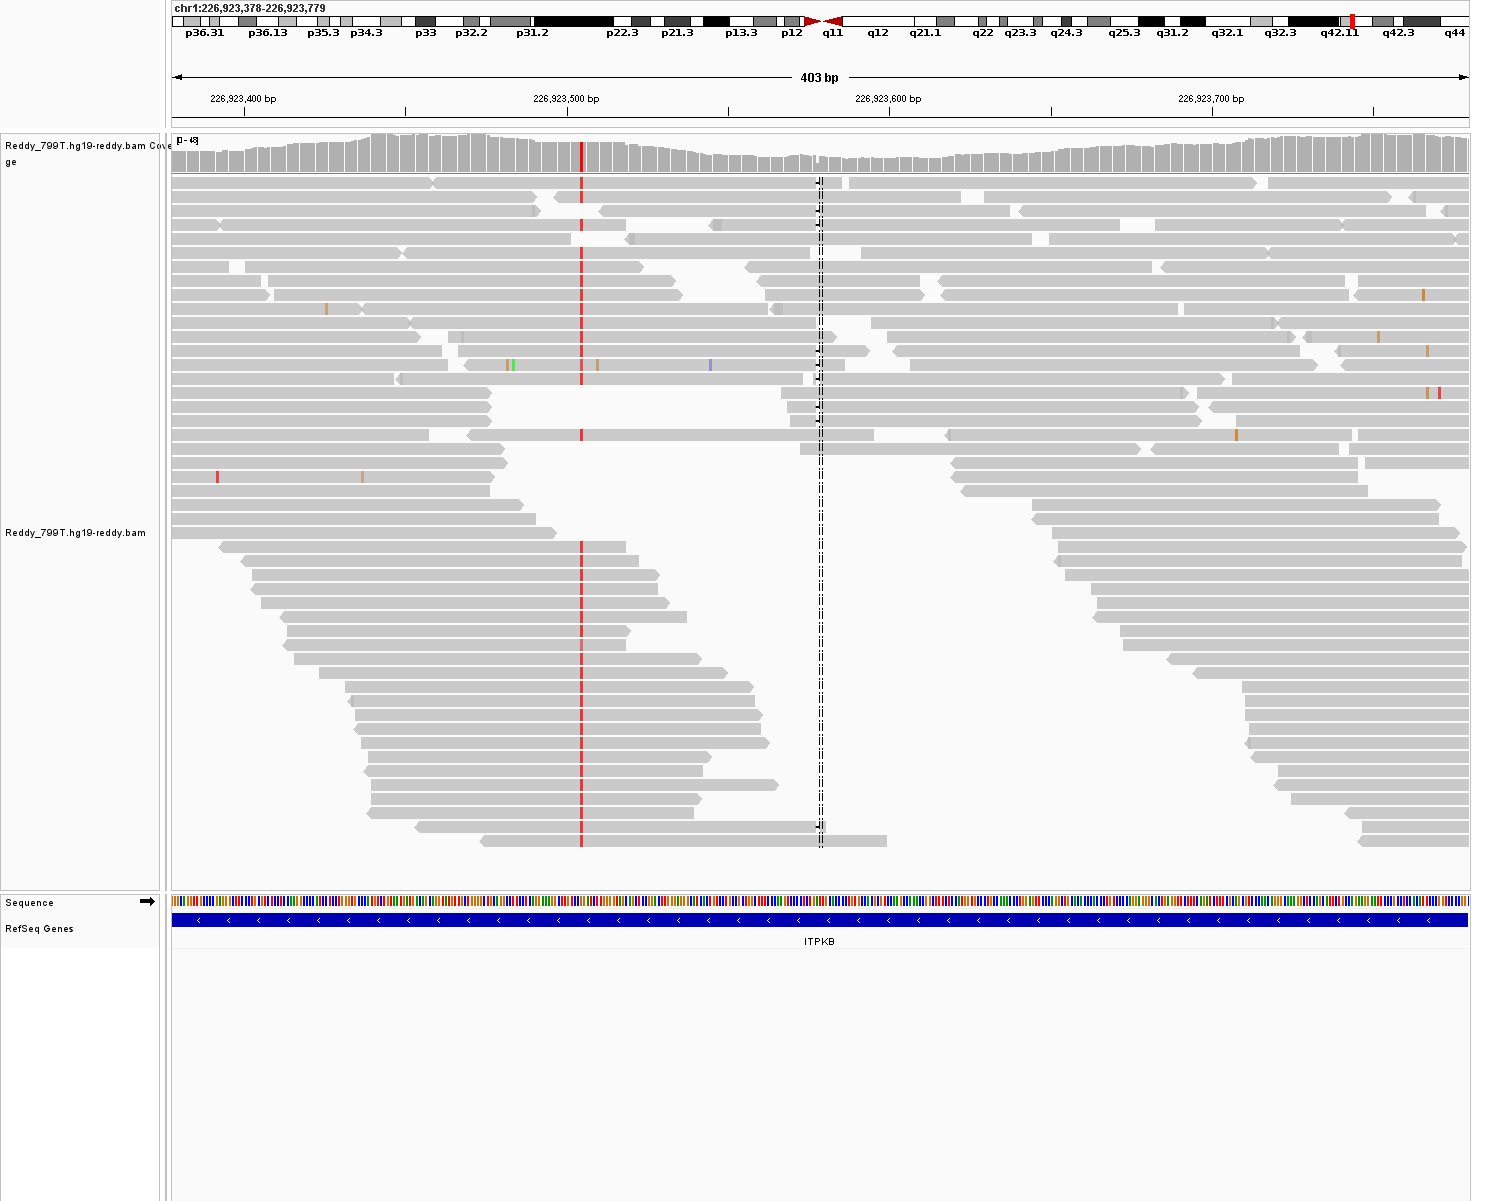 chr1:226,923,378-226,923,779
p36.31 p36.13 p35.3 p34.3 p33 p32.2 p31.2 p22.3 p21.3 p13.3 p12 q11 q12 q21.1 q22 q23.3 q24.3 q25.3 q31.2 q32.1 q32.3 q42.11 q42.3 q44
403 bp
226,923,400 bp 226,923,500 bp 226,923,600 bp 226,923,700 bp
Reddy_799T.hg19-reddy.bam Cove
ge
Reddy_799T.hg19-reddy.bam
Sequence
RefSeq Genes
ITPKB